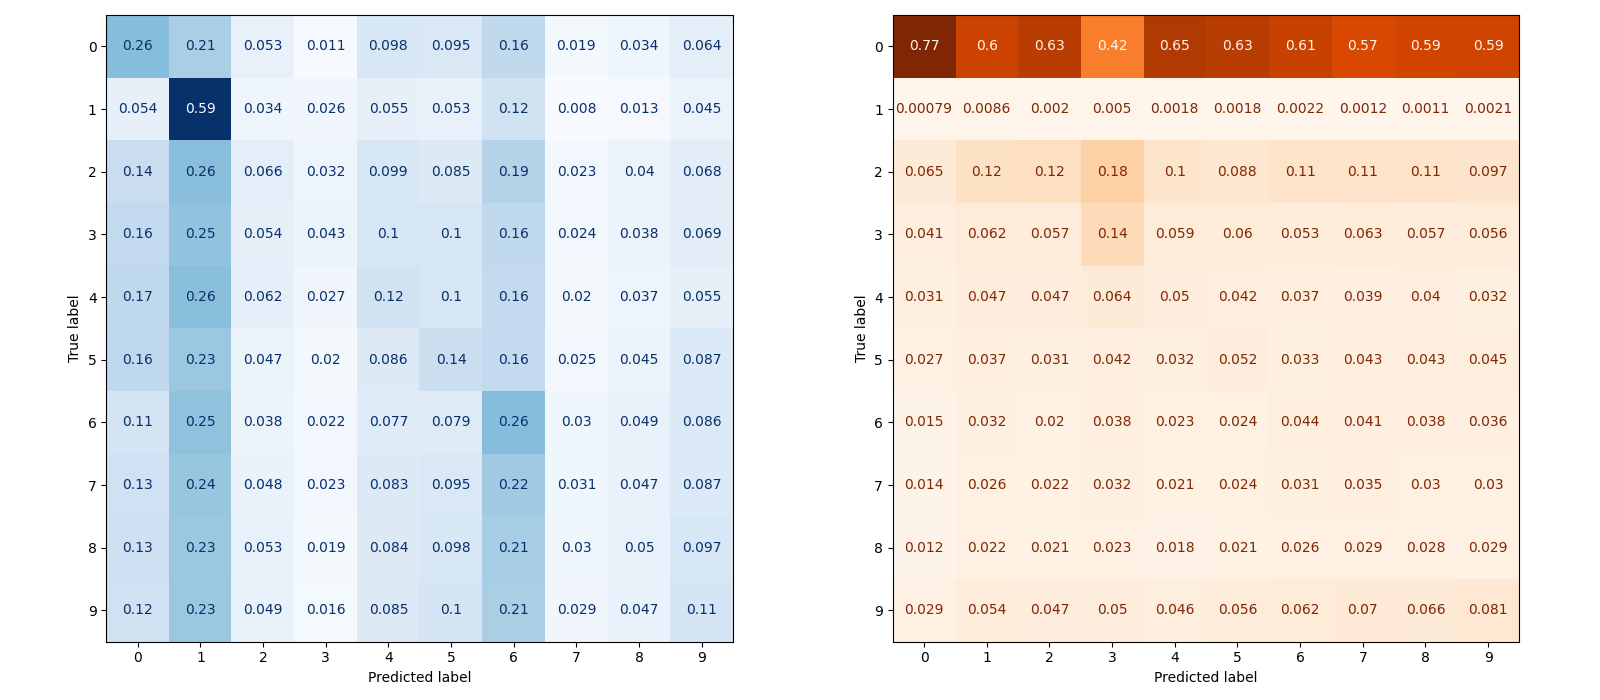 0 0.26 0.21 0.053 0.011 0.098 0.095 0.16 0.019 0.034 0.064
1 0.054 0.59 0.034 0.026 0.055 0.053 0.12 0.008 0.013 0.045
2 0.14 0.26 0.066 0.032 0.099 0.085 0.19 0.023 0.04 0.068
3 0.16 0.25 0.054 0.043 0.1 0.1 0.16 0.024 0.038 0.069
4 0.17 0.26 0.062 0.027 0.12 0.1 0.16 0.02 0.037 0.055
5 0.16 0.23 0.047 0.02 0.086 0.14 0.16 0.025 0.045 0.087
6 0.11 0.25 0.038 0.022 0.077 0.079 0.26 0.03 0.049 0.086
7 0.13 0.24 0.048 0.023 0.083 0.095 0.22 0.031 0.047 0.087
8 0.13 0.23 0.053 0.019 0.084 0.098 0.21 0.03 0.05 0.097
9 0.12 0.23 0.049 0.016 0.085 0.1 0.21 0.029 0.047 0.11
0 1 2 3 4 5 6 7 8 9
Predicted label
True label
0 0.77 0.6 0.63 0.42 0.65 0.63 0.61 0.57 0.59 0.59
1 0.00079 0.0086 0.002 0.005 0.0018 0.0018 0.0022 0.0012 0.0011 0.0021
2 0.065 0.12 0.12 0.18 0.1 0.088 0.11 0.11 0.11 0.097
3 0.041 0.062 0.057 0.14 0.059 0.06 0.053 0.063 0.057 0.056
4 0.031 0.047 0.047 0.064 0.05 0.042 0.037 0.039 0.04 0.032
5 0.027 0.037 0.031 0.042 0.032 0.052 0.033 0.043 0.043 0.045
6 0.015 0.032 0.02 0.038 0.023 0.024 0.044 0.041 0.038 0.036
7 0.014 0.026 0.022 0.032 0.021 0.024 0.031 0.035 0.03 0.03
8 0.012 0.022 0.021 0.023 0.018 0.021 0.026 0.029 0.028 0.029
9 0.029 0.054 0.047 0.05 0.046 0.056 0.062 0.07 0.066 0.081
0 1 2 3 4 5 6 7 8 9
Predicted label
True label